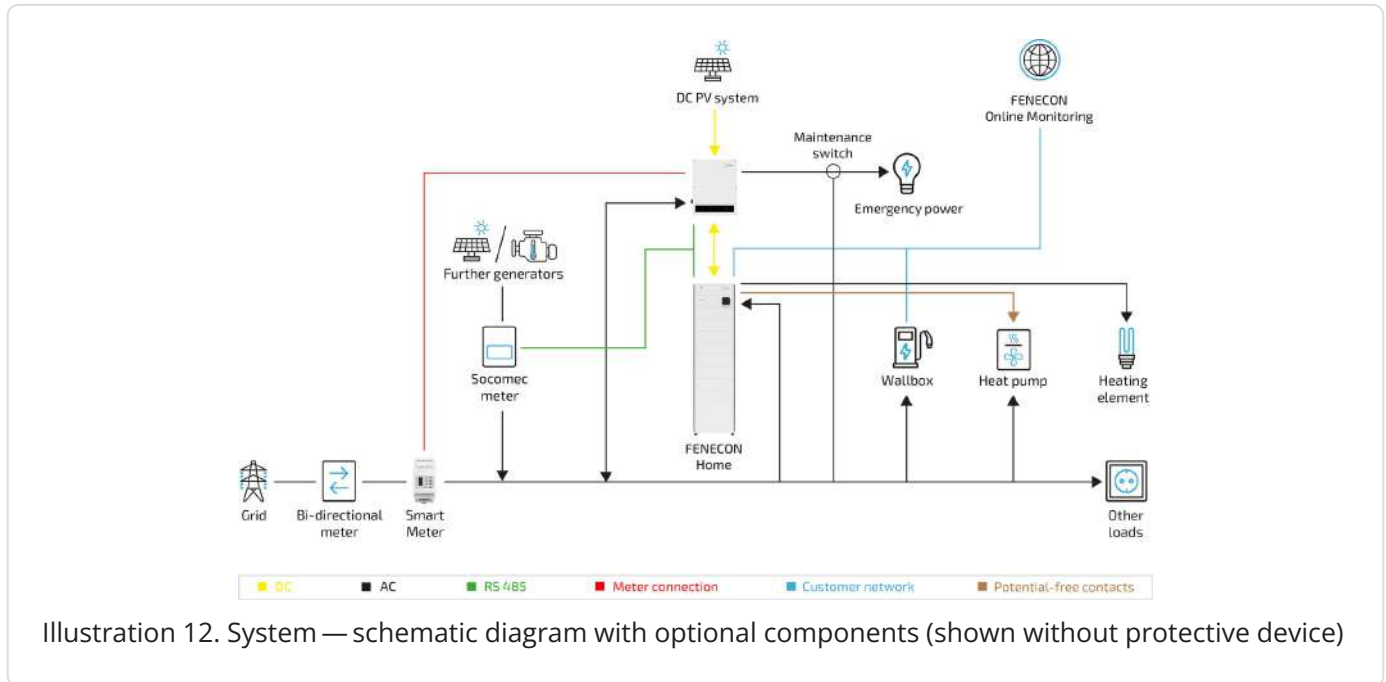 DC PV system
FENECON
Online Monitoring
Maintenance
switch
Emergency power
Further generators
Socomec
meter
Wallbox
Heat pump
Heating
element
FENECON
Home
Grid
Bi-directional
meter
Smart
Meter
Other
loads
DC
AC
RS 485
Meter connection
Customer network
Potential-free contacts
Illustration 12. System — schematic diagram with optional components (shown without protective device)